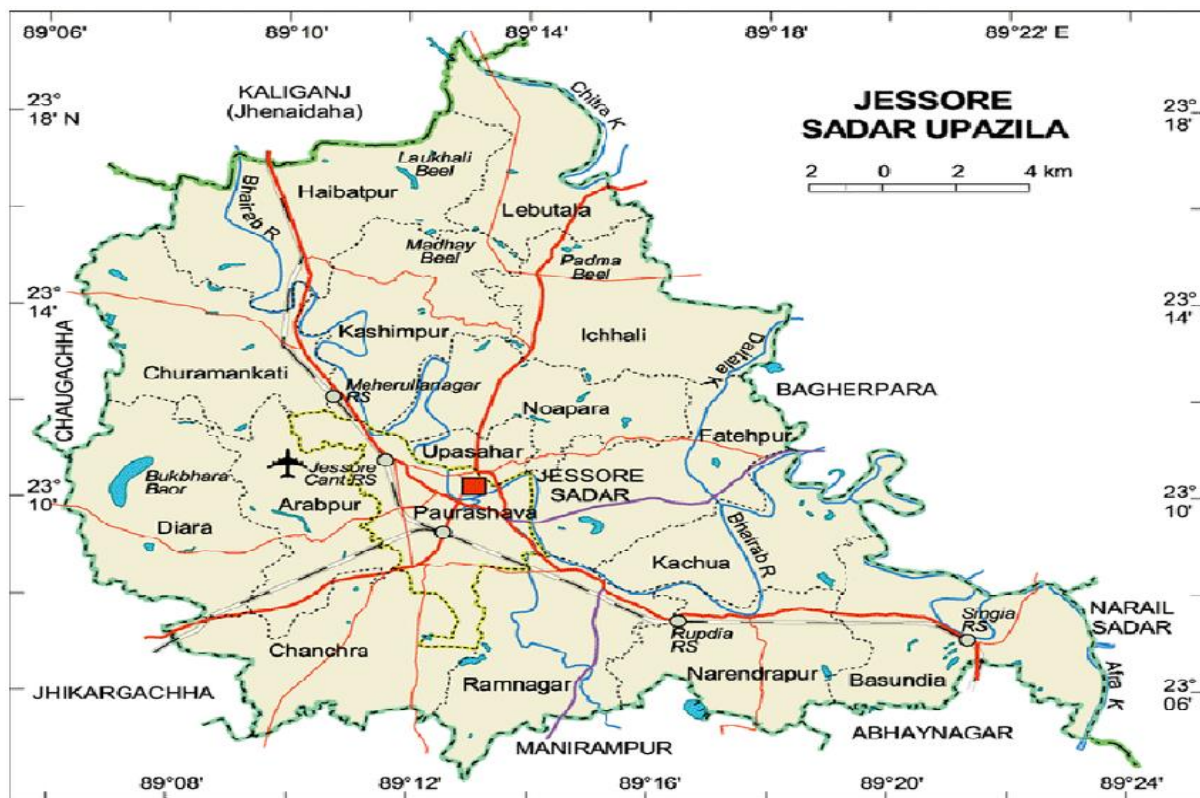 89°06'
89°10'
89°14'
89°18'
89°22' E
23°
18' N
23°
18'
KALIGANJ
(Jhenaidaha)
JESSORE
SADAR UPAZILA
2 0 2 4 km
Chitra K
Laukhali
Beel
Haibatpur
Bhairab R
Lebutala
Madhay
Beel
Padma
Beel
23°
14'
23°
14'
Kashimpur
Ichhali
CHAUGACHHA
Churamankati
Meherullanagar
RS
Daitala K
BAGHERPARA
Noapara
Fatehpur
Upasahar
Bukbhara
Baor
Jessore
Cant RS
JESSORE
SADAR
23°
10'
23°
10'
Arabpur
Paurashava
Diara
Bhairab R
Kachua
Singia
RS
NARAIL
SADAR
Rupdia
RS
Chanchra
Narendrapur
Basundia
Afra K
JHIKARGACHHA
Ramnagar
23°
06'
MANIRAMPUR
ABHAYNAGAR
89°08'
89°12'
89°16'
89°20'
89°24'